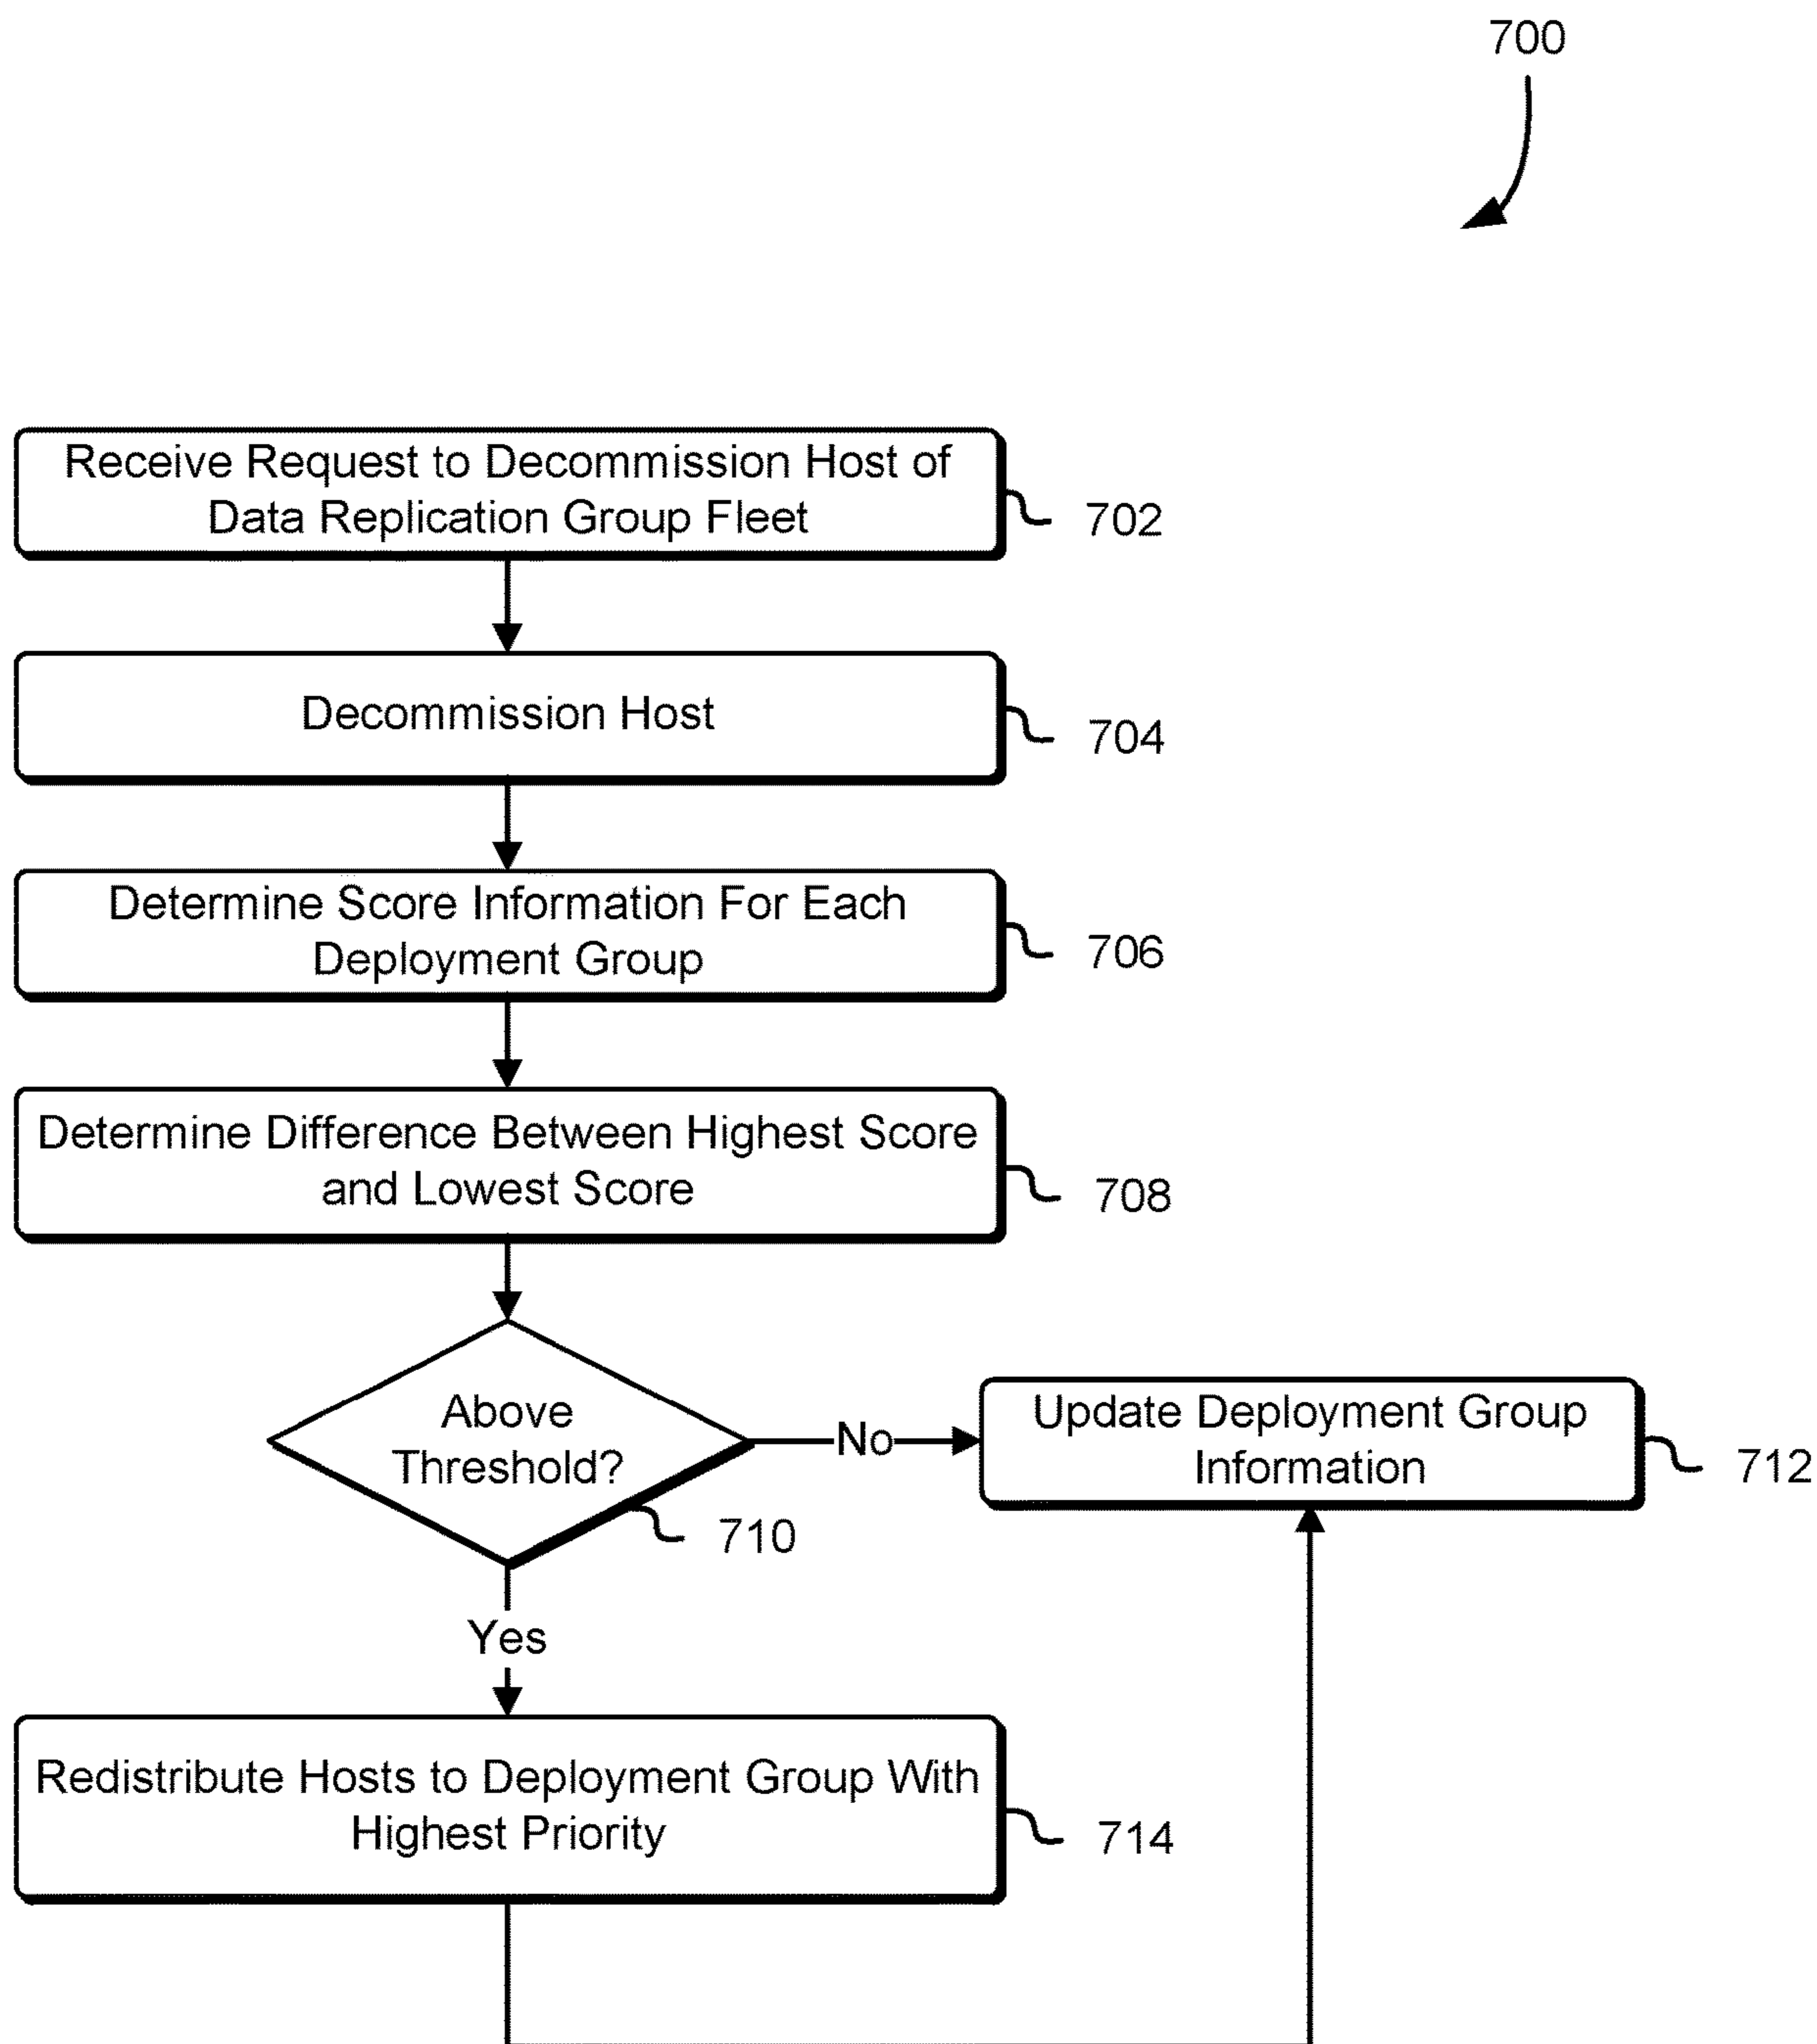 700
Receive Request to Decommission Host of
Data Replication Group Fleet
702
Decommission Host
704
Determine Score Information For Each
Deployment Group
706
Determine Difference Between Highest Score
and Lowest Score
708
Above
Threshold?
710
No
Update Deployment Group
Information
712
Yes
Redistribute Hosts to Deployment Group With
Highest Priority
714